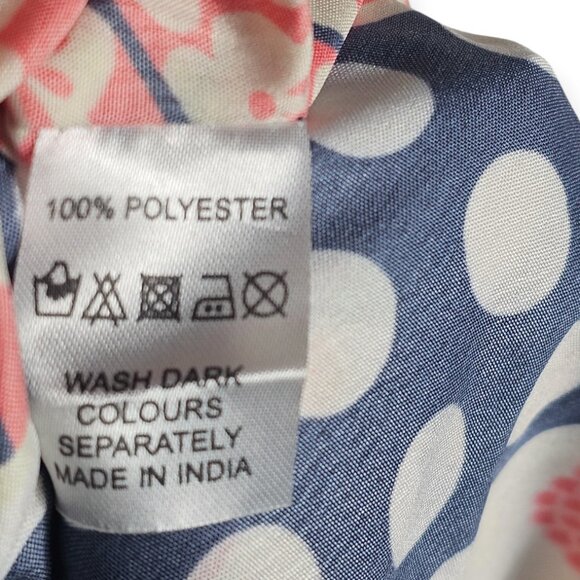 100% POLYESTER
WASH DARK
COLOURS
SEPARATELY
MADE IN INDIA